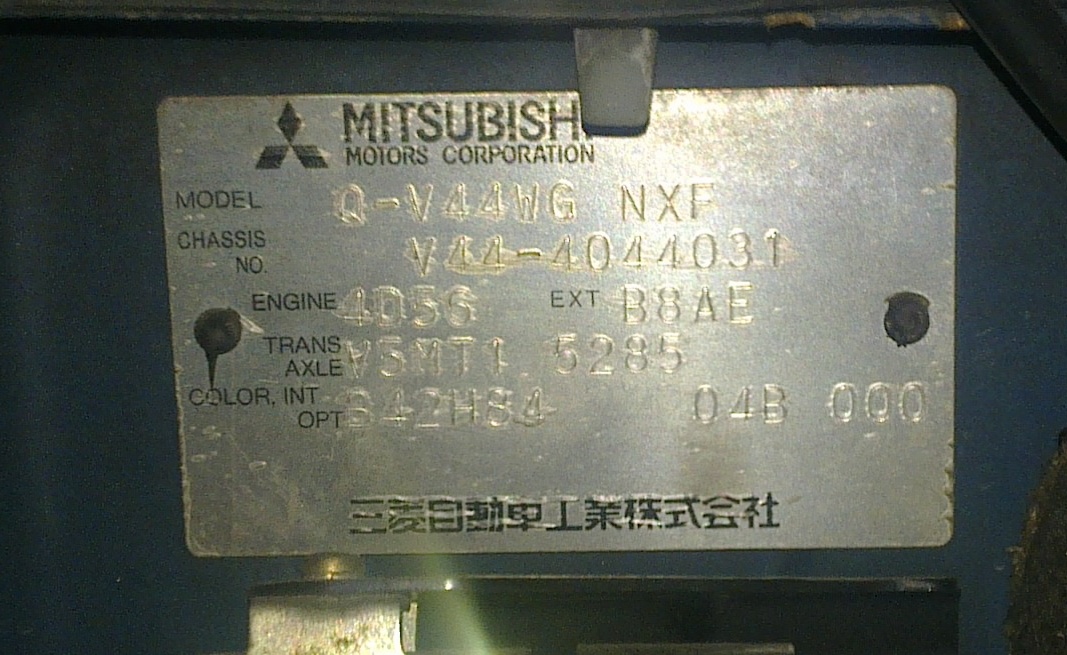 MITSUBISHI
MOTORS CORPORATION
MODEL Q-V44WG NXF
CHASSIS NO. V44-4044031
ENGINE 4D56 EXT B8AE
TRANS AXLE V5MT1 5285
COLOR, INT OPT B42H84 04B 000
三菱自動車工業株式会社